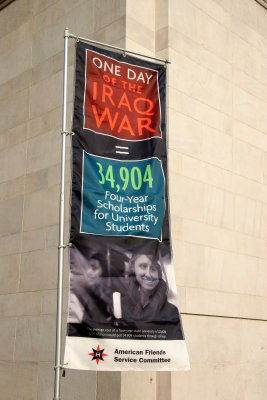 ONE DAY
OF THE
IRAQ
WAR
=
34,904
Four-Year
Scholarships
for University
Students
American Friends
Service Committee